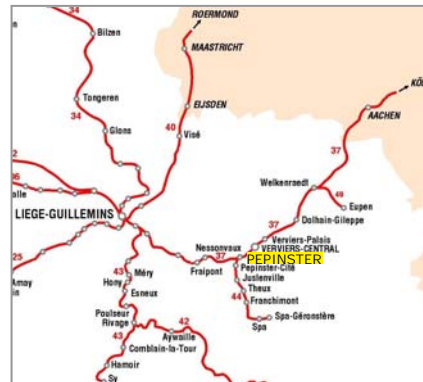 34
ROERMOND
Bilzen
MAASTRICHT
KÖL
Tongeren
EIJSDEN
AACHEN
34
Glons
40
Visé
37
Welkenraedt
49
Eupen
LIEGE-GUILLEMINS
37
Dolhain-Gileppe
Verviers-Palais
Nessonvaux
37
VERVIERS-CENTRAL
PEPINSTER
25
43
Méry
Fraipont
Pepinster-Cité
Amay
Hony
Juslenville
Esneux
44
Theux
Franchimont
Poulseur
Rivage
42
Spa
Spa-Géronstère
Aywaille
43
Comblain-la-Tour
Hamoir
Sy